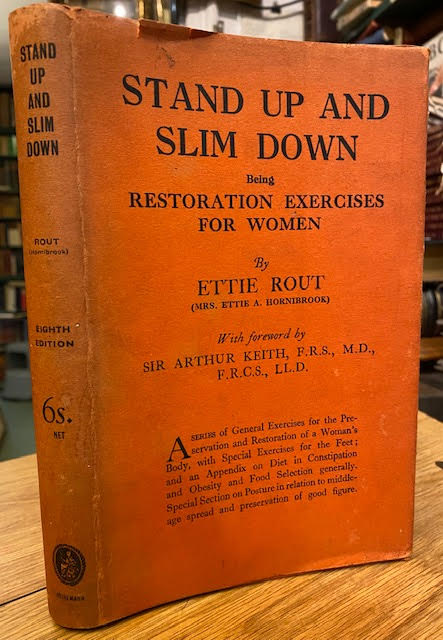 STAND
UP
AND
SLIM
DOWN
ROUT
(Hornibrook)
EIGHTH
EDITION
6s.
NET
HEINEMANN
STAND UP AND
SLIM DOWN
Being
RESTORATION EXERCISES
FOR WOMEN
By
ETTIE ROUT
(MRS. ETTIE A. HORNIBROOK)
With foreword by
SIR ARTHUR KEITH, F.R.S., M.D.,
F.R.C.S., LL.D.
A SERIES of General Exercises for the Pre-
servation and Restoration of a Woman's
Body, with Special Exercises for the Feet;
and an Appendix on Diet in Constipation
and Obesity and Food Selection generally.
Special Section on Posture in relation to middle-
age spread and preservation of good figure.